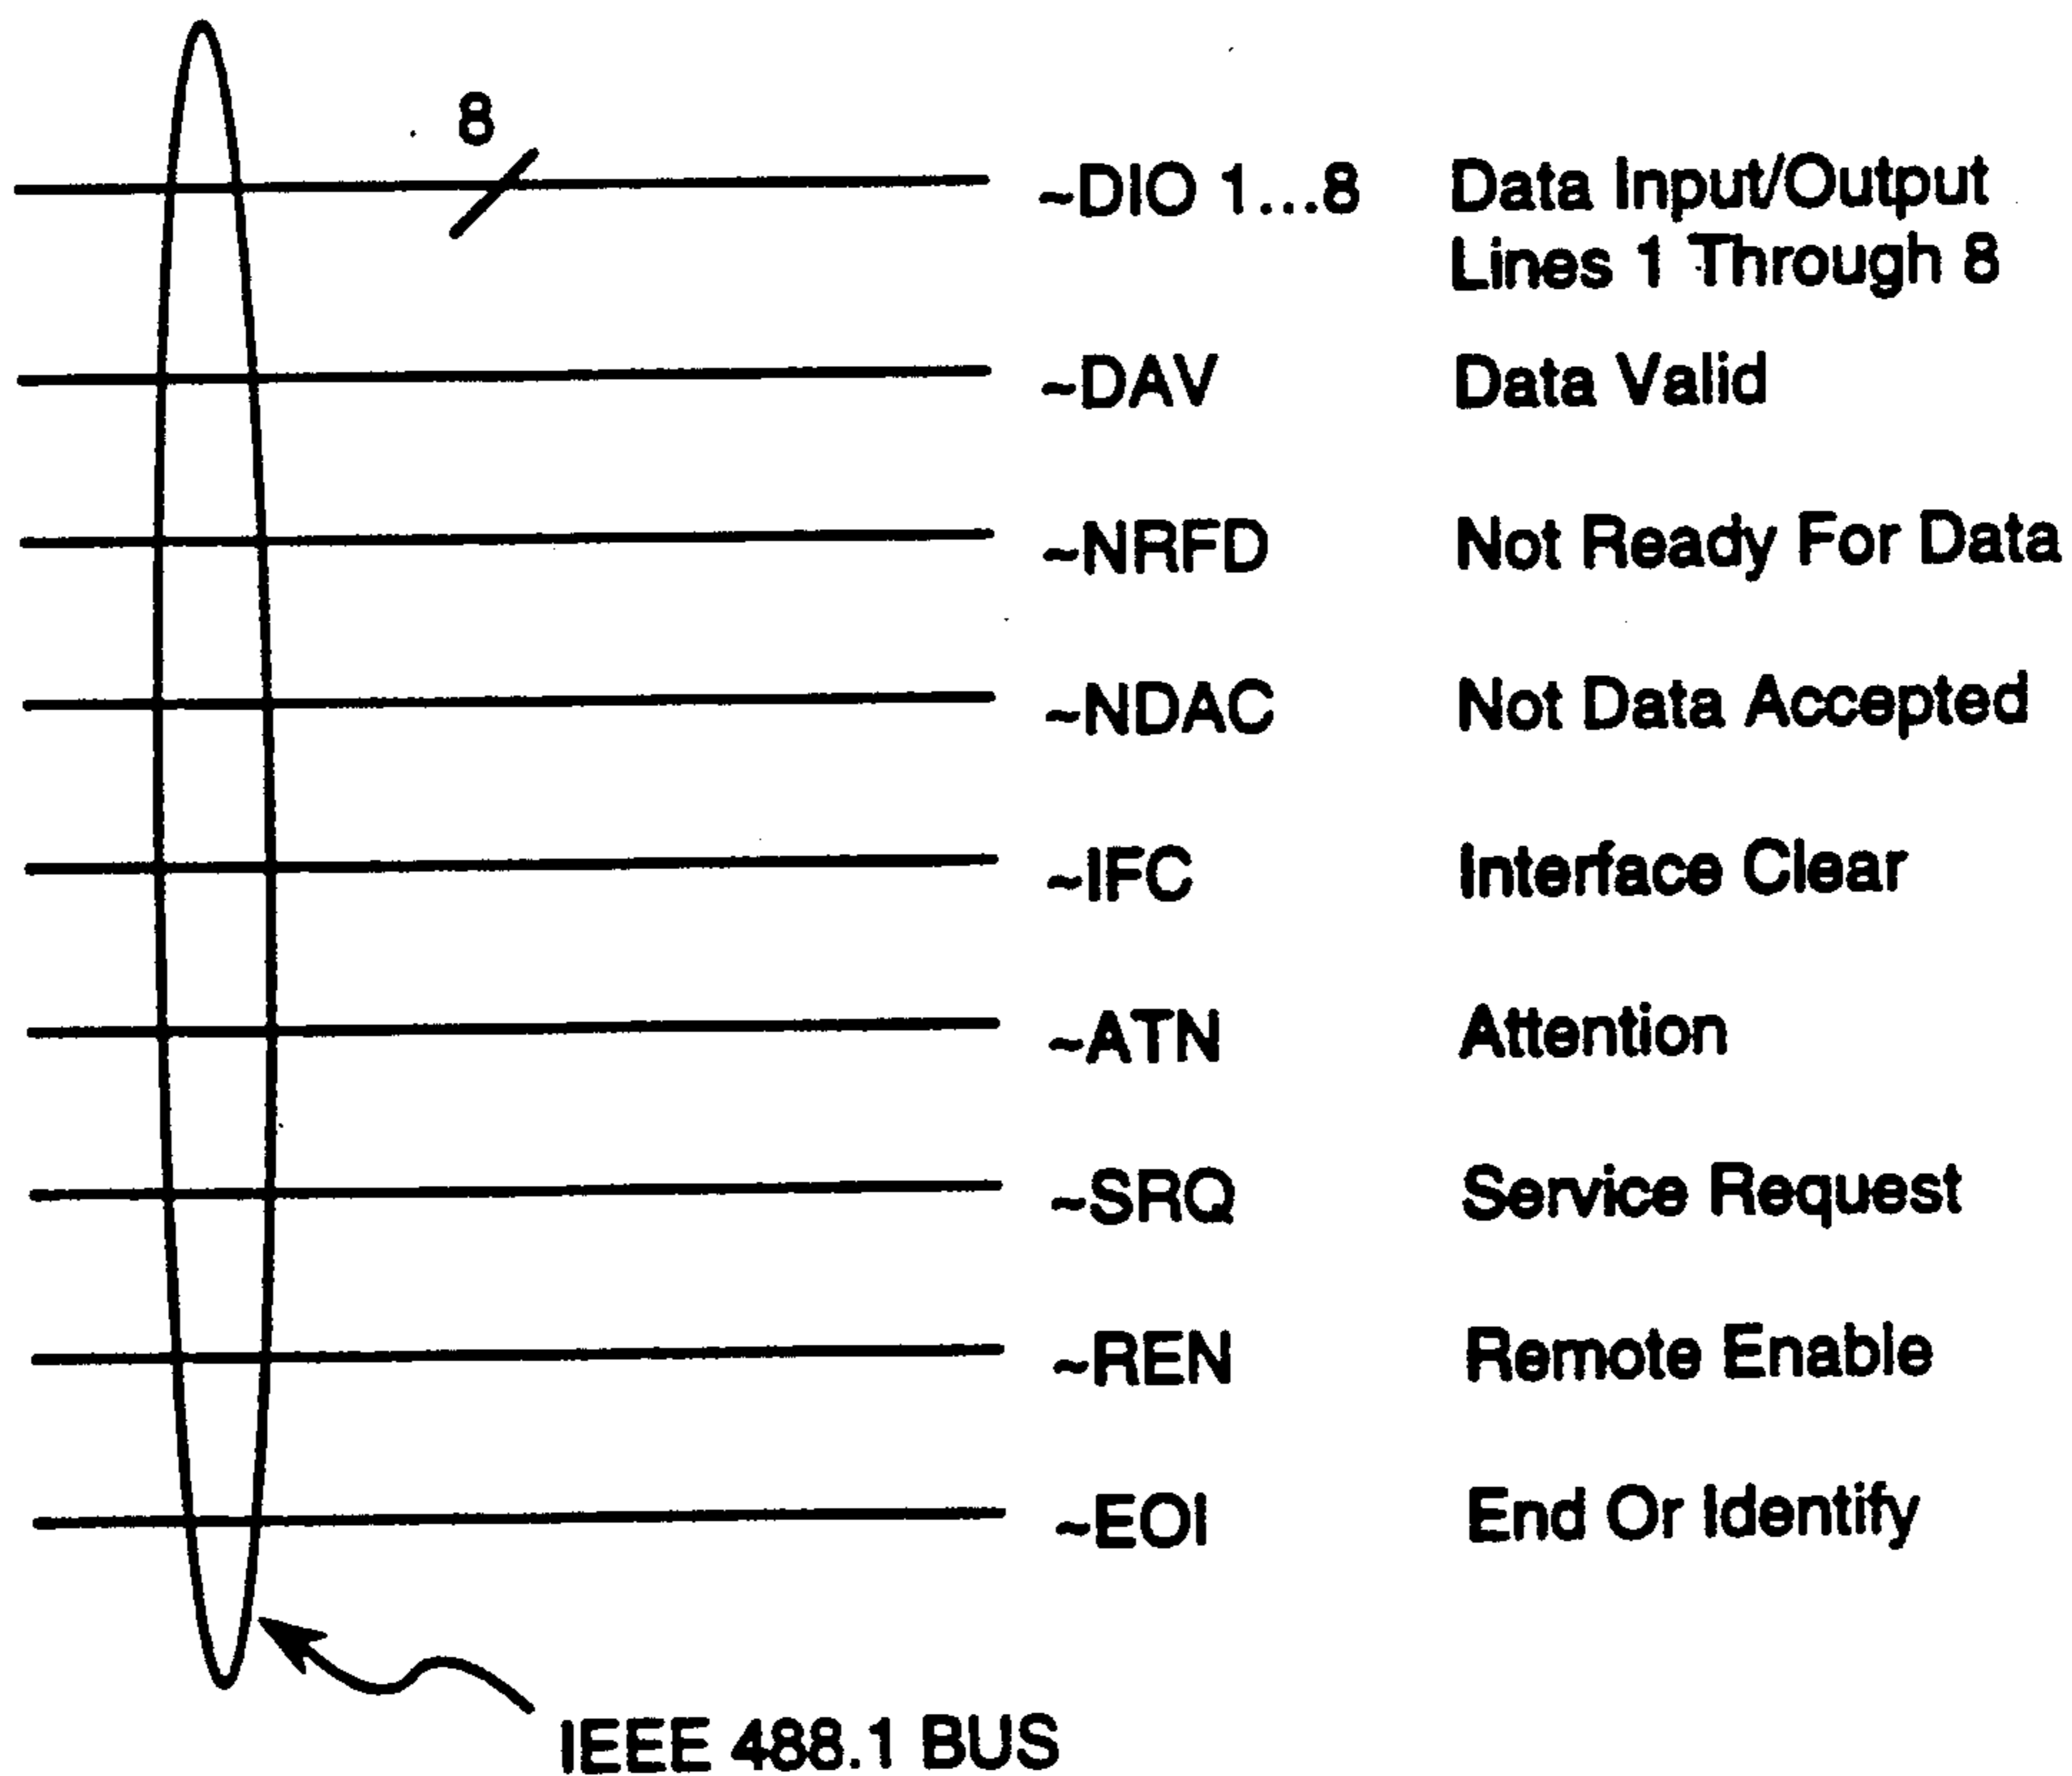 8
~DIO 1...8 Data Input/Output
Lines 1 Through 8
~DAV Data Valid
~NRFD Not Ready For Data
~NDAC Not Data Accepted
~IFC Interface Clear
~ATN Attention
~SRQ Service Request
~REN Remote Enable
~EOI End Or Identify
IEEE 488.1 BUS